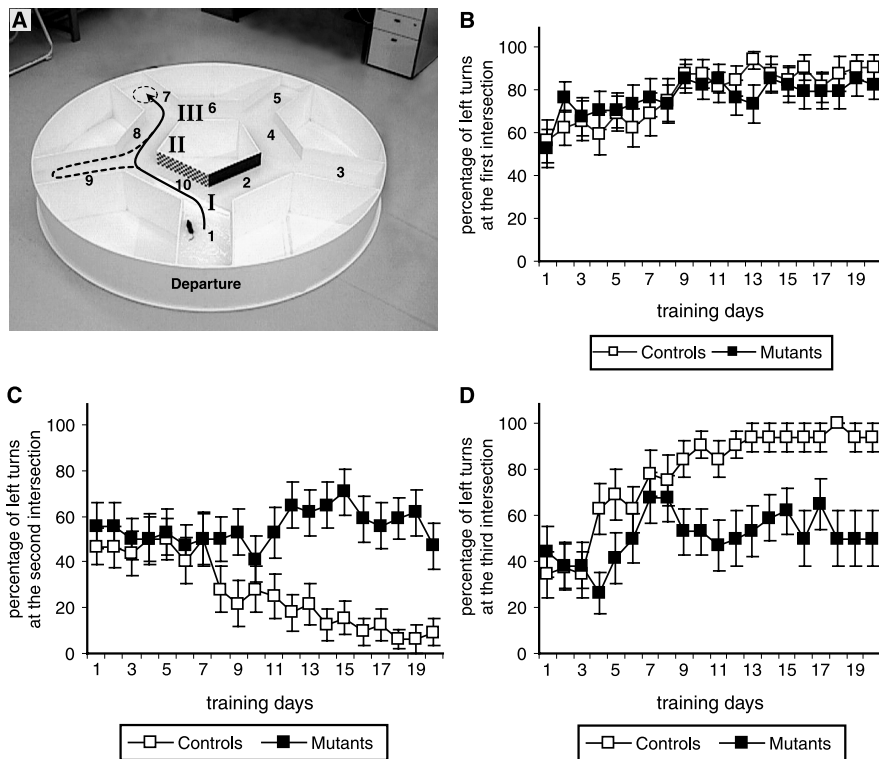 A
7
III
6
5
8
II
4
3
9
10
2
I
1
Departure
B
percentage of left turns
at the first intersection
100
80
60
40
20
0
1 3 5 7 9 11 13 15 17 19
training days
Controls Mutants
C
percentage of left turns
at the second intersection
100
80
60
40
20
0
1 3 5 7 9 11 13 15 17 19
training days
Controls Mutants
D
percentage of left turns
at the third intersection
100
80
60
40
20
0
1 3 5 7 9 11 13 15 17 19
training days
Controls Mutants